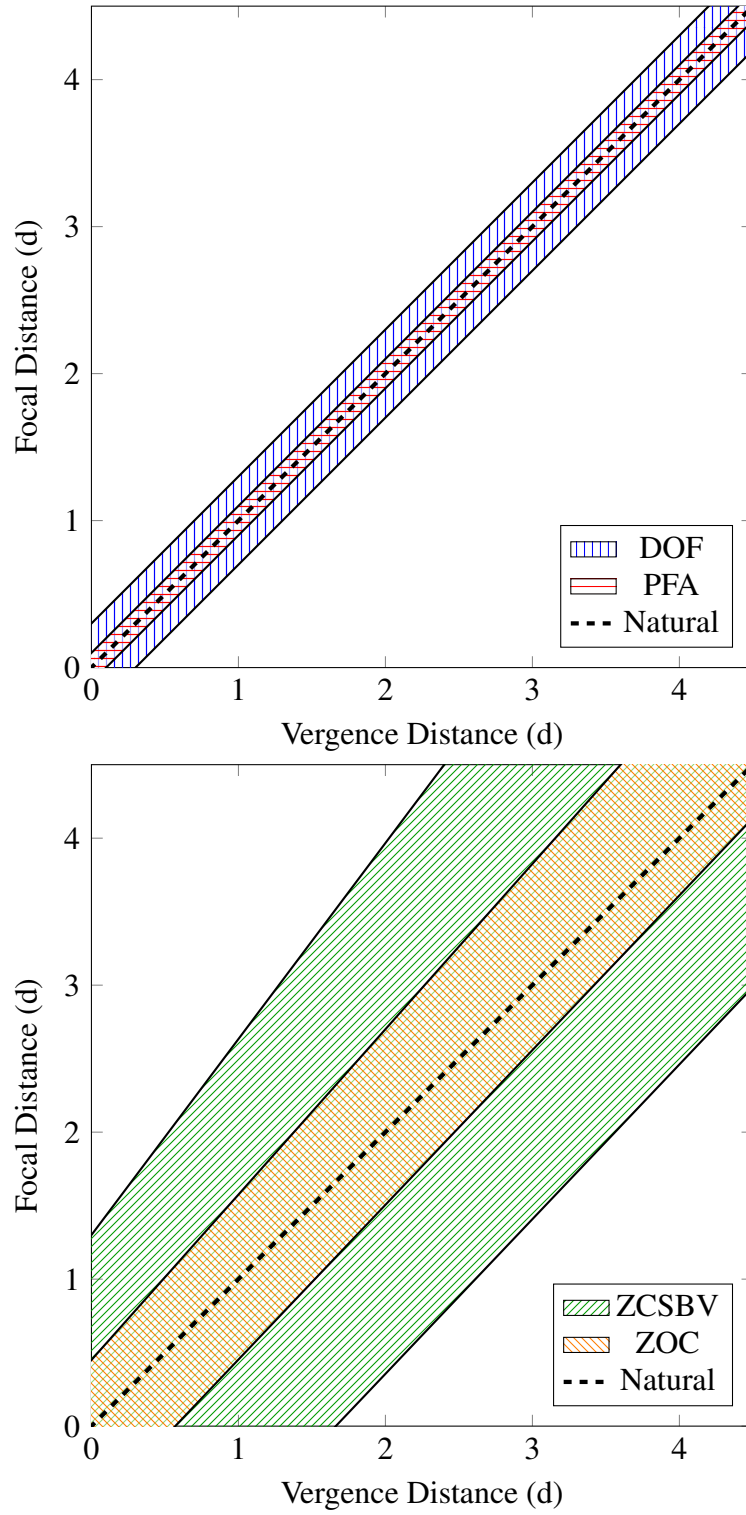 4
3
2
1
0
Focal Distance (d)
DOF
PFA
Natural
0 1 2 3 4
Vergence Distance (d)
4
3
2
1
0
Focal Distance (d)
ZCSBV
ZOC
Natural
0 1 2 3 4
Vergence Distance (d)